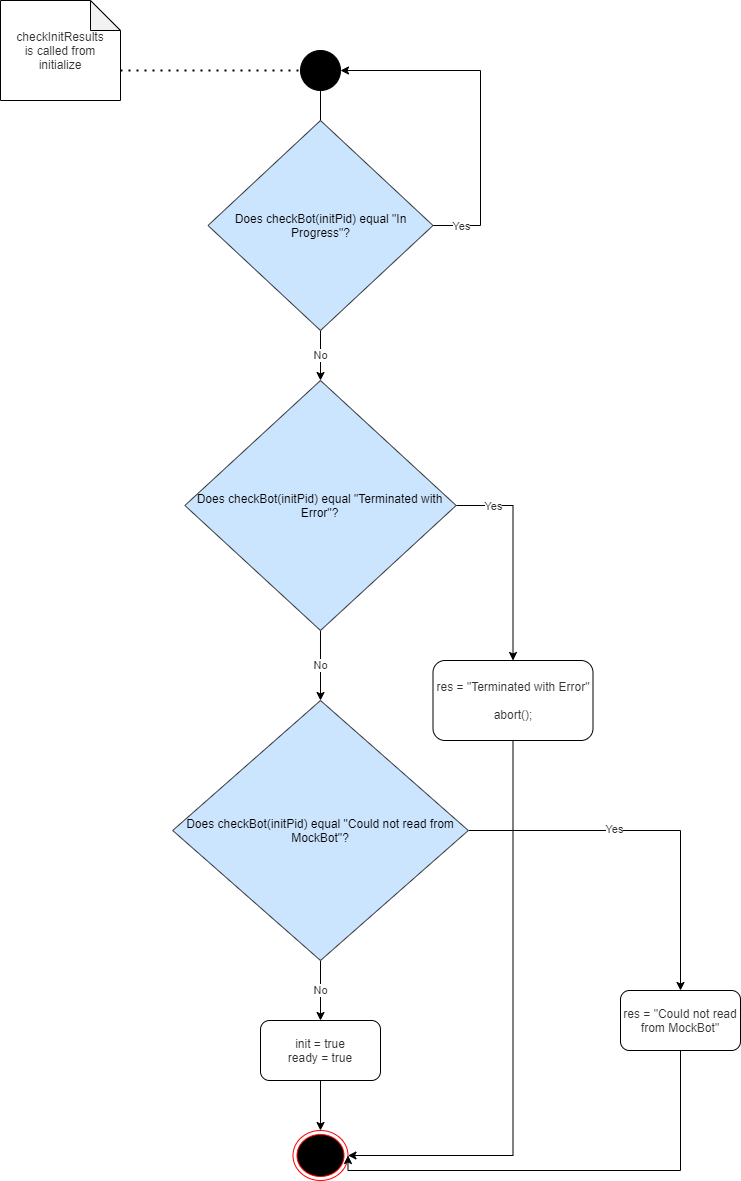 checkInitResults
is called from
initialize
Does checkBot(initPid) equal "In
Progress"?
Yes
No
Does checkBot(initPid) equal "Terminated with
Error"?
Yes
No
res = "Terminated with Error"
abort();
Does checkBot(initPid) equal "Could not read from
MockBot"?
Yes
No
res = "Could not read
from MockBot"
init = true
ready = true